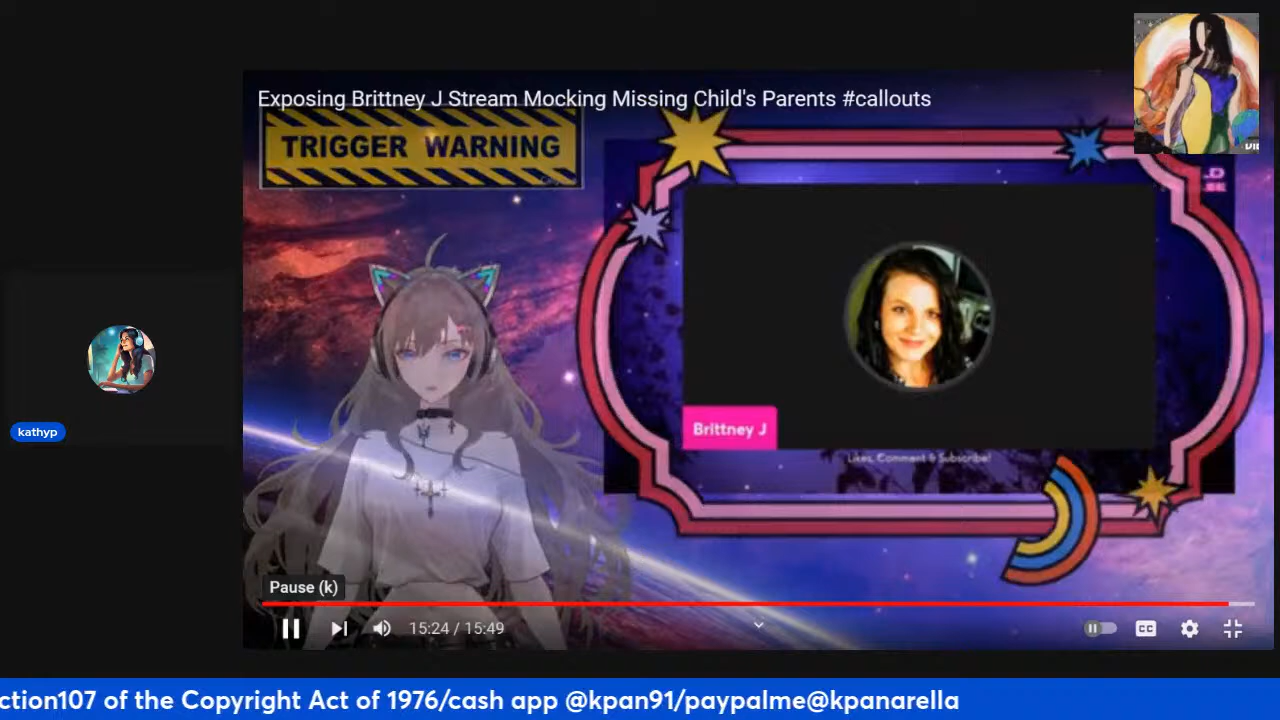 Exposing Brittney J Stream Mocking Missing Child's Parents #callouts
TRIGGER WARNING
Brittney J
Likes, Comment & Subscribe!
kathyp
Pause (k)
15:24 / 15:49
CC
ction107 of the Copyright Act of 1976/cash app @kpan91/paypalme@kpanarella